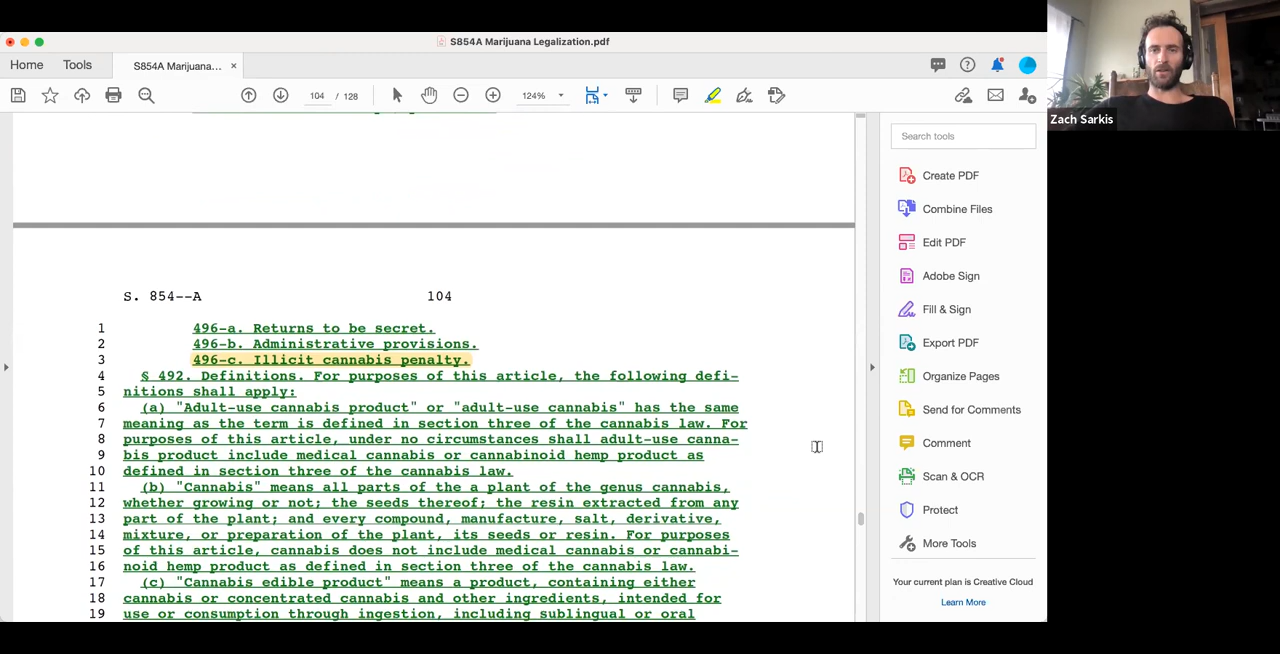 S854A Marijuana Legalization.pdf
Home Tools S854A Marijuana... ×
104 / 128 124%
Zach Sarkis
Search tools
Create PDF
Combine Files
Edit PDF
Adobe Sign
Fill & Sign
Export PDF
Organize Pages
Send for Comments
Comment
Scan & OCR
Protect
More Tools
Your current plan is Creative Cloud
Learn More
S. 854--A 104
1 496-a. Returns to be secret.
2 496-b. Administrative provisions.
3 496-c. Illicit cannabis penalty.
4 § 492. Definitions. For purposes of this article, the following defi-
5 nitions shall apply:
6 (a) "Adult-use cannabis product" or "adult-use cannabis" has the same
7 meaning as the term is defined in section three of the cannabis law. For
8 purposes of this article, under no circumstances shall adult-use canna-
9 bis product include medical cannabis or cannabinoid hemp product as
10 defined in section three of the cannabis law.
11 (b) "Cannabis" means all parts of the a plant of the genus cannabis,
12 whether growing or not; the seeds thereof; the resin extracted from any
13 part of the plant; and every compound, manufacture, salt, derivative,
14 mixture, or preparation of the plant, its seeds or resin. For purposes
15 of this article, cannabis does not include medical cannabis or cannabi-
16 noid hemp product as defined in section three of the cannabis law.
17 (c) "Cannabis edible product" means a product, containing either
18 cannabis or concentrated cannabis and other ingredients, intended for
19 use or consumption through ingestion, including sublingual or oral